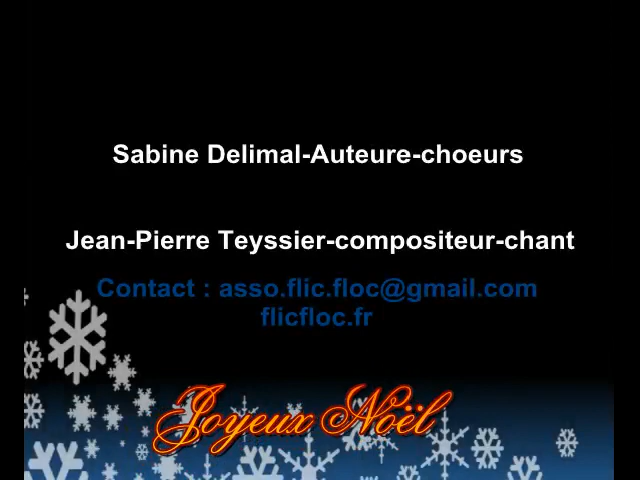 Sabine Delimal-Auteure-choeurs
Jean-Pierre Teyssier-compositeur-chant
Contact : asso.flic.floc@gmail.com
flicfloc.fr
Joyeux Noël